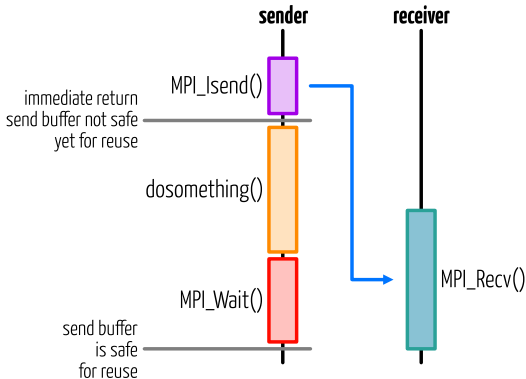 sender
receiver
MPI_Isend()
immediate return
send buffer not safe
yet for reuse
dosomething()
MPI_Recv()
MPI_Wait()
send buffer
is safe
for reuse